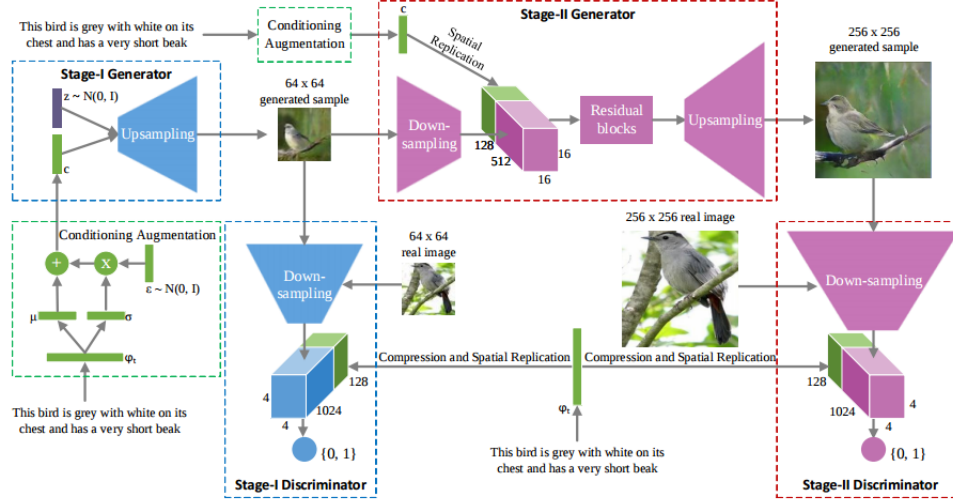 This bird is grey with white on its
chest and has a very short beak
Conditioning
Augmentation
c
Stage-II Generator
Spatial
Replication
256 x 256
generated sample
Stage-I Generator
z ~ N(0, I)
c
Upsampling
64 x 64
generated sample
Down-
sampling
128
512
16
16
Residual
blocks
Upsampling
Conditioning Augmentation
+
x
ε ~ N(0, I)
μ
σ
φt
This bird is grey with white on its
chest and has a very short beak
64 x 64
real image
Down-
sampling
256 x 256 real image
Down-sampling
Compression and Spatial Replication
Compression and Spatial Replication
128
4
1024
4
{0, 1}
Stage-I Discriminator
φt
This bird is grey with white on its
chest and has a very short beak
128
1024
4
4
{0, 1}
Stage-II Discriminator